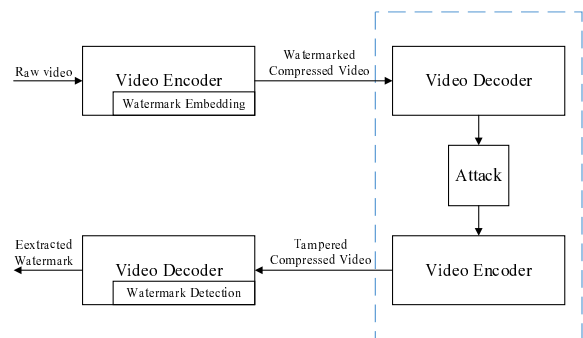 Raw video
Video Encoder
Watermark Embedding
Watermarked
Compressed Video
Video Decoder
Attack
Eextracted
Watermark
Video Decoder
Watermark Detection
Tampered
Compressed Video
Video Encoder